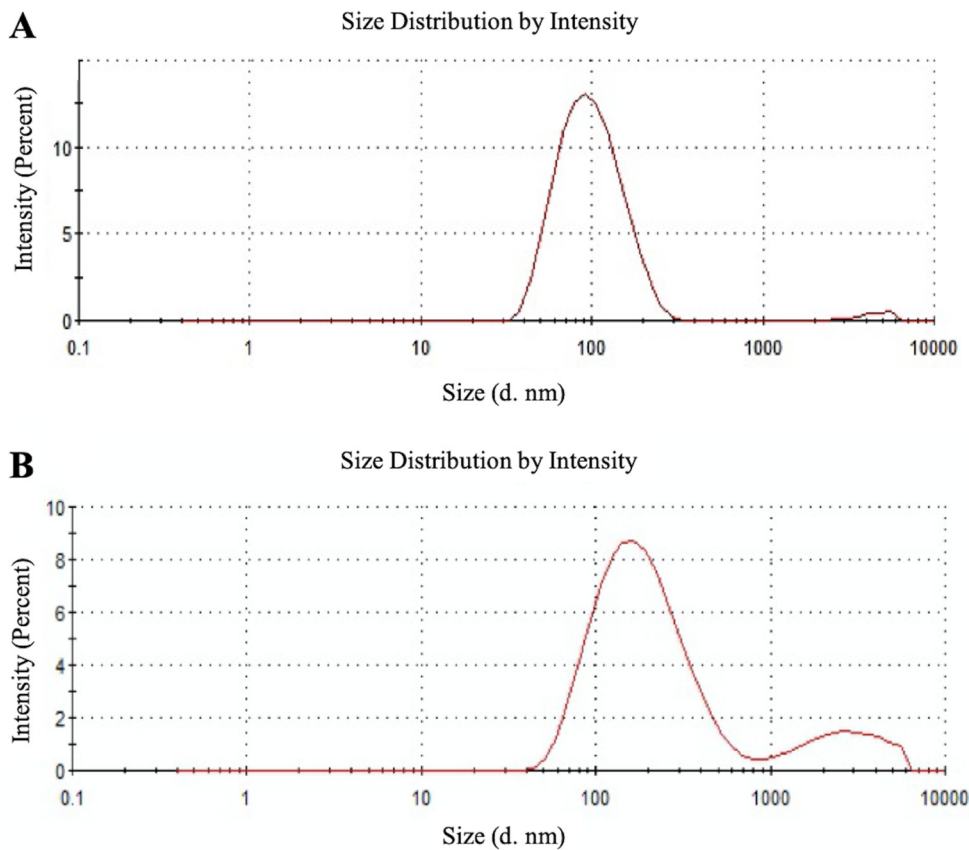 A
Size Distribution by Intensity
Intensity (Percent)
10
5
0
0.1 1 10 100 1000 10000
Size (d. nm)
B
Size Distribution by Intensity
Intensity (Percent)
10
8
6
4
2
0
0.1 1 10 100 1000 10000
Size (d. nm)